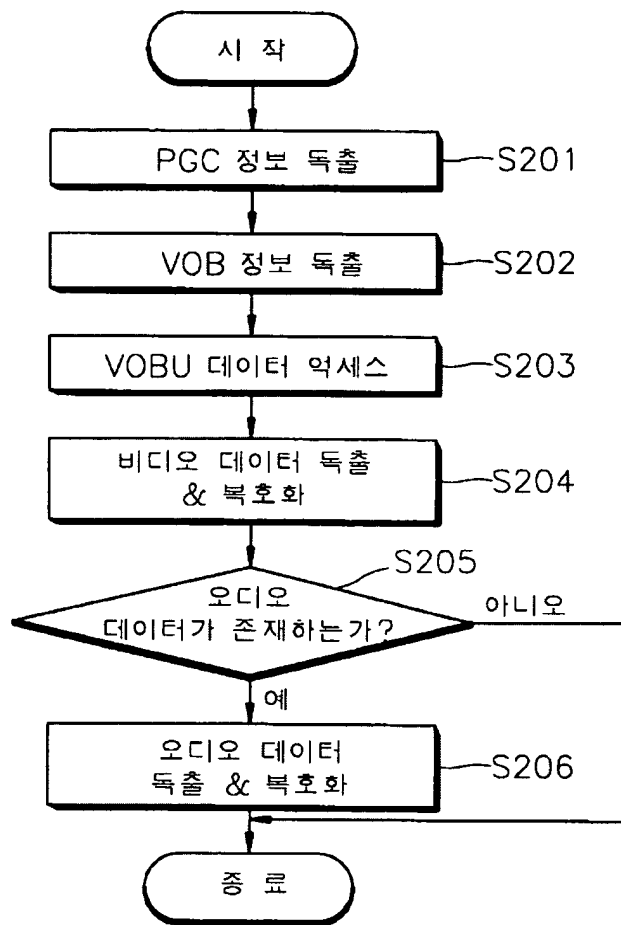 시 작
PGC 정보 독출
S201
VOB 정보 독출
S202
VOBU 데이터 억세스
S203
비디오 데이터 독출
& 복호화
S204
S205
오디오
데이터가 존재하는가?
아니오
예
오디오 데이터
독출 & 복호화
S206
종 료